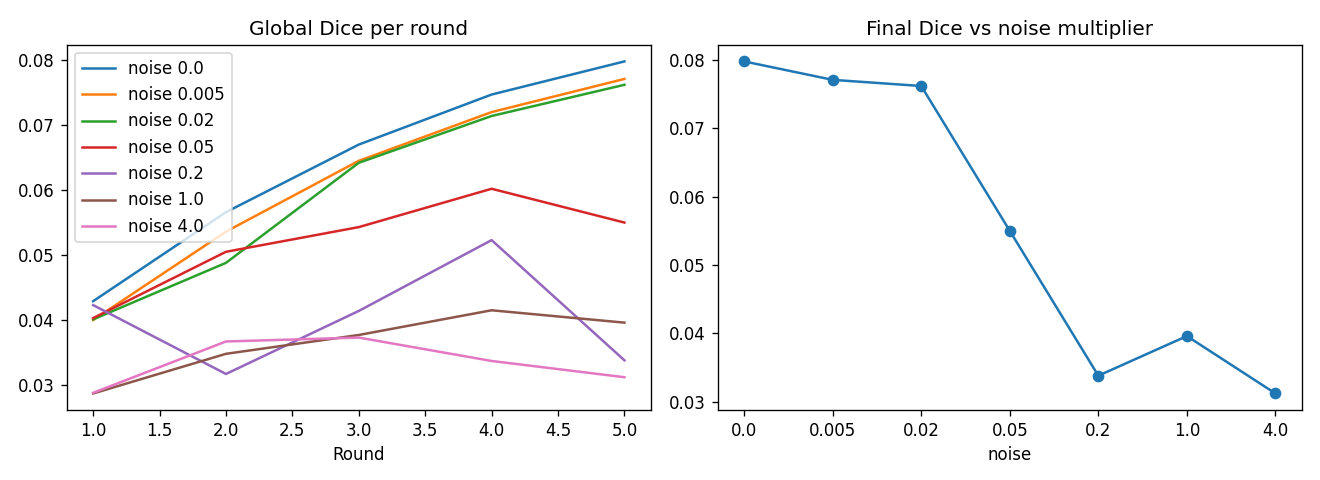 Global Dice per round
0.08
0.07
0.06
0.05
0.04
0.03
noise 0.0
noise 0.005
noise 0.02
noise 0.05
noise 0.2
noise 1.0
noise 4.0
1.0 1.5 2.0 2.5 3.0 3.5 4.0 4.5 5.0
Round
Final Dice vs noise multiplier
0.08
0.07
0.06
0.05
0.04
0.03
0.0 0.005 0.02 0.05 0.2 1.0 4.0
noise